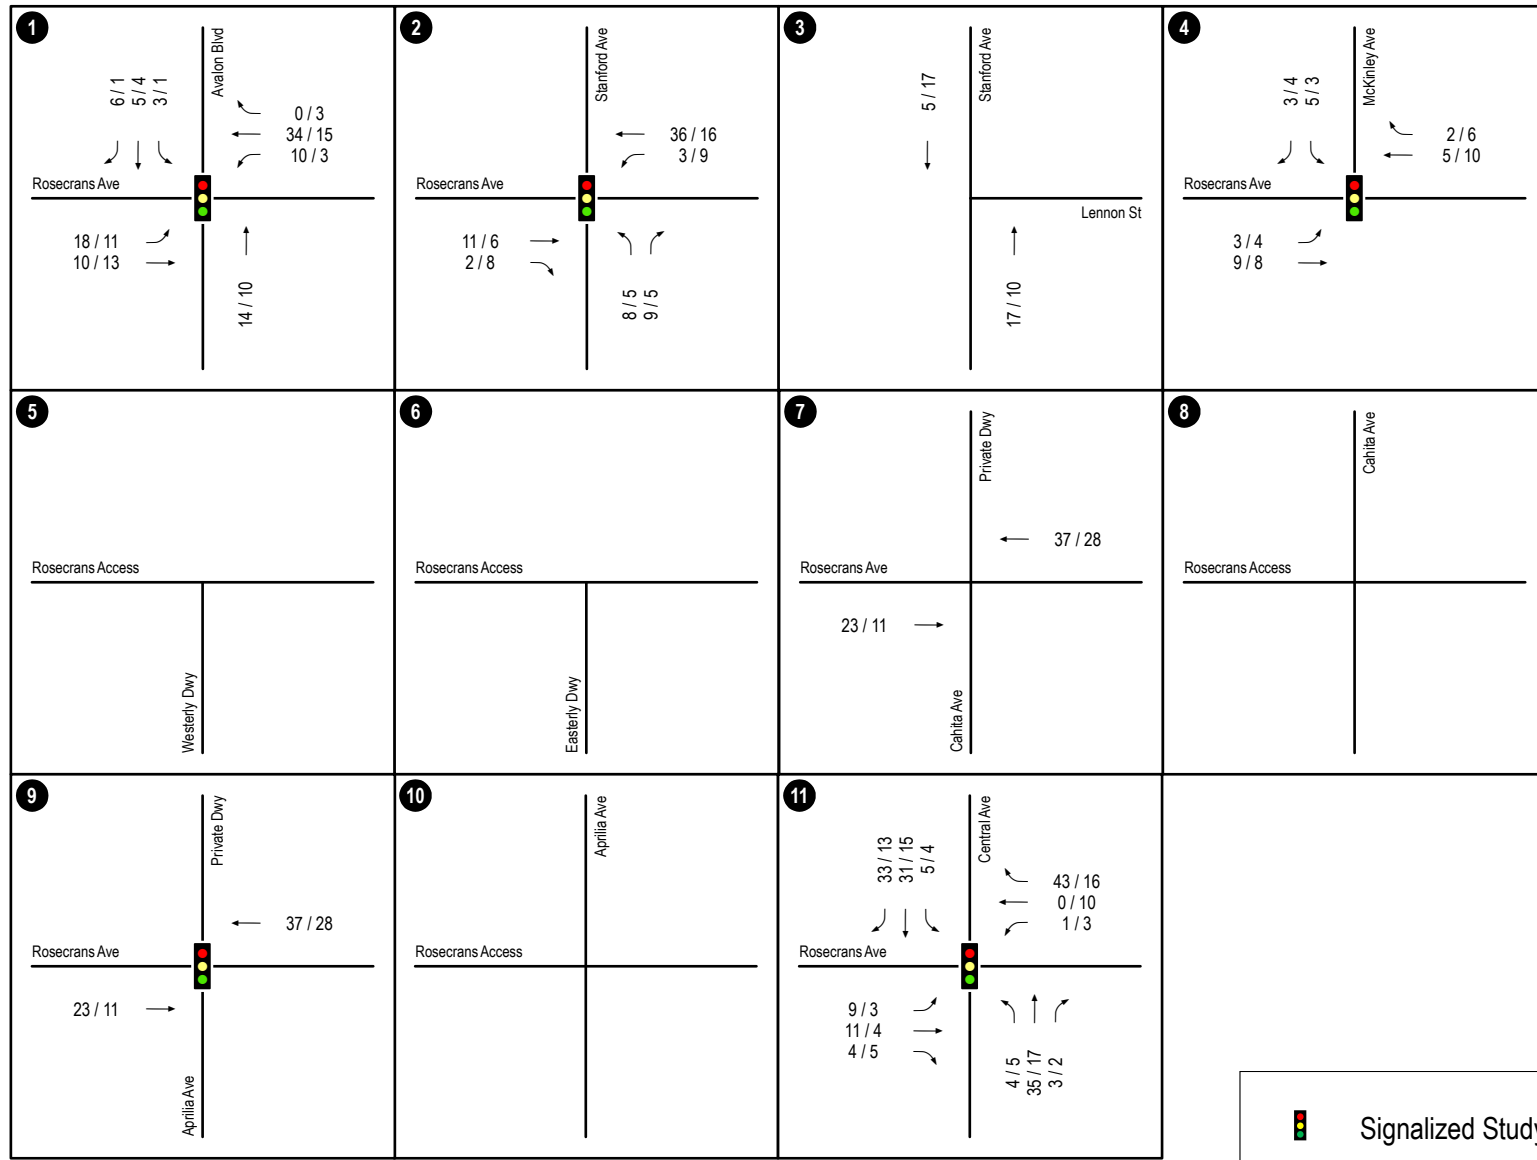 1
Avalon Blvd
6 / 1
5 / 4
3 / 1
0 / 3
34 / 15
10 / 3
Rosecrans Ave
18 / 11
10 / 13
14 / 10
2
Stanford Ave
36 / 16
3 / 9
Rosecrans Ave
11 / 6
2 / 8
8 / 5
9 / 5
3
Stanford Ave
5 / 17
Lennon St
17 / 10
4
McKinley Ave
3 / 4
5 / 3
2 / 6
5 / 10
Rosecrans Ave
3 / 4
9 / 8
5
Rosecrans Access
Westerly Dwy
6
Rosecrans Access
Easterly Dwy
7
Private Dwy
37 / 28
Rosecrans Ave
23 / 11
Cahita Ave
8
Cahita Ave
Rosecrans Access
9
Private Dwy
37 / 28
Rosecrans Ave
23 / 11
Aprilia Ave
10
Aprilia Ave
Rosecrans Access
11
Central Ave
33 / 13
31 / 15
5 / 4
43 / 16
0 / 10
1 / 3
Rosecrans Ave
9 / 3
11 / 4
4 / 5
4 / 5
35 / 17
3 / 2
Signalized Study